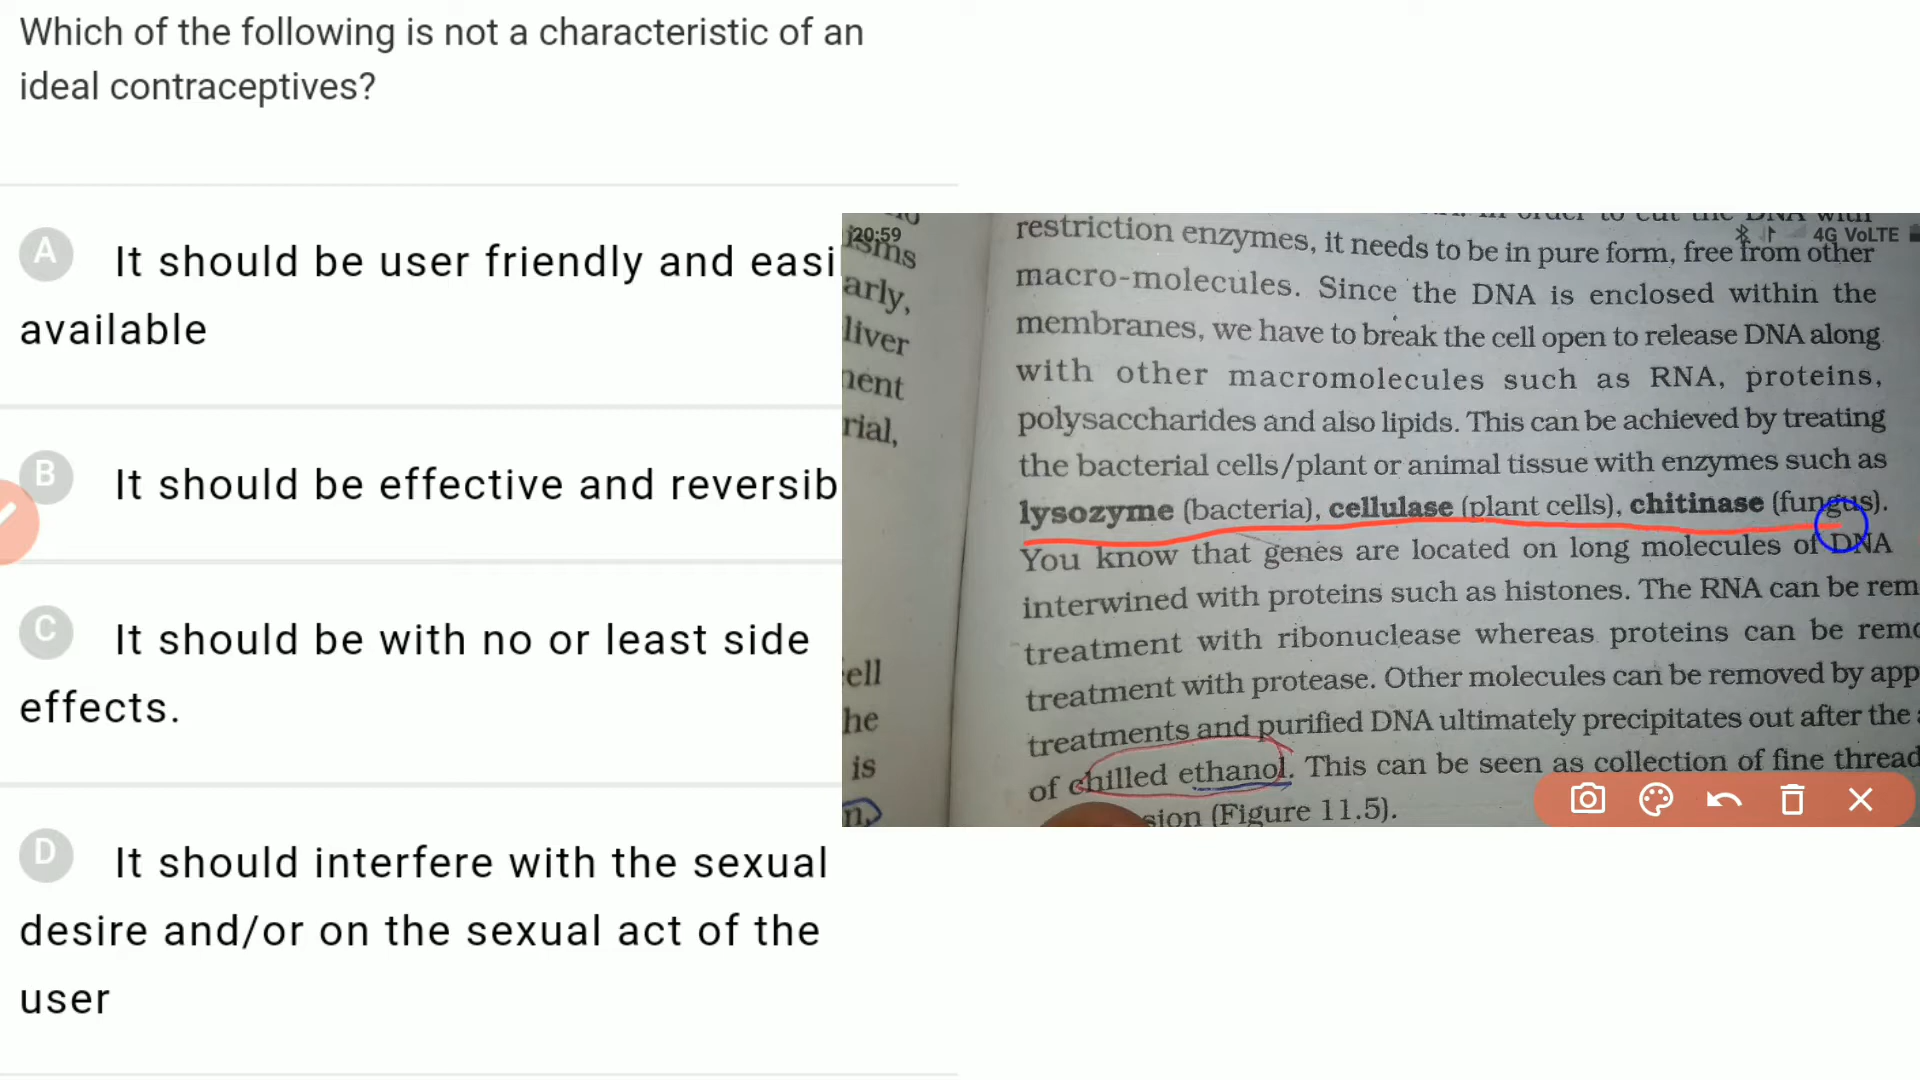 Which of the following is not a characteristic of an
ideal contraceptives?
A It should be user friendly and easi
available
B It should be effective and reversib
C It should be with no or least side
effects.
D It should interfere with the sexual
desire and/or on the sexual act of the
user
20:59
4G VoLTE
isms
arly,
liver
nent
rial,
ell
he
is
n,
restriction enzymes, it needs to be in pure form, free from other
macro-molecules. Since the DNA is enclosed within the
membranes, we have to break the cell open to release DNA along
with other macromolecules such as RNA, proteins,
polysaccharides and also lipids. This can be achieved by treating
the bacterial cells/plant or animal tissue with enzymes such as
lysozyme (bacteria), cellulase (plant cells), chitinase (fungus).
You know that genes are located on long molecules of DNA
interwined with proteins such as histones. The RNA can be rem
treatment with ribonuclease whereas proteins can be remo
treatment with protease. Other molecules can be removed by app
treatments and purified DNA ultimately precipitates out after the a
of chilled ethanol. This can be seen as collection of fine thread
sion (Figure 11.5).